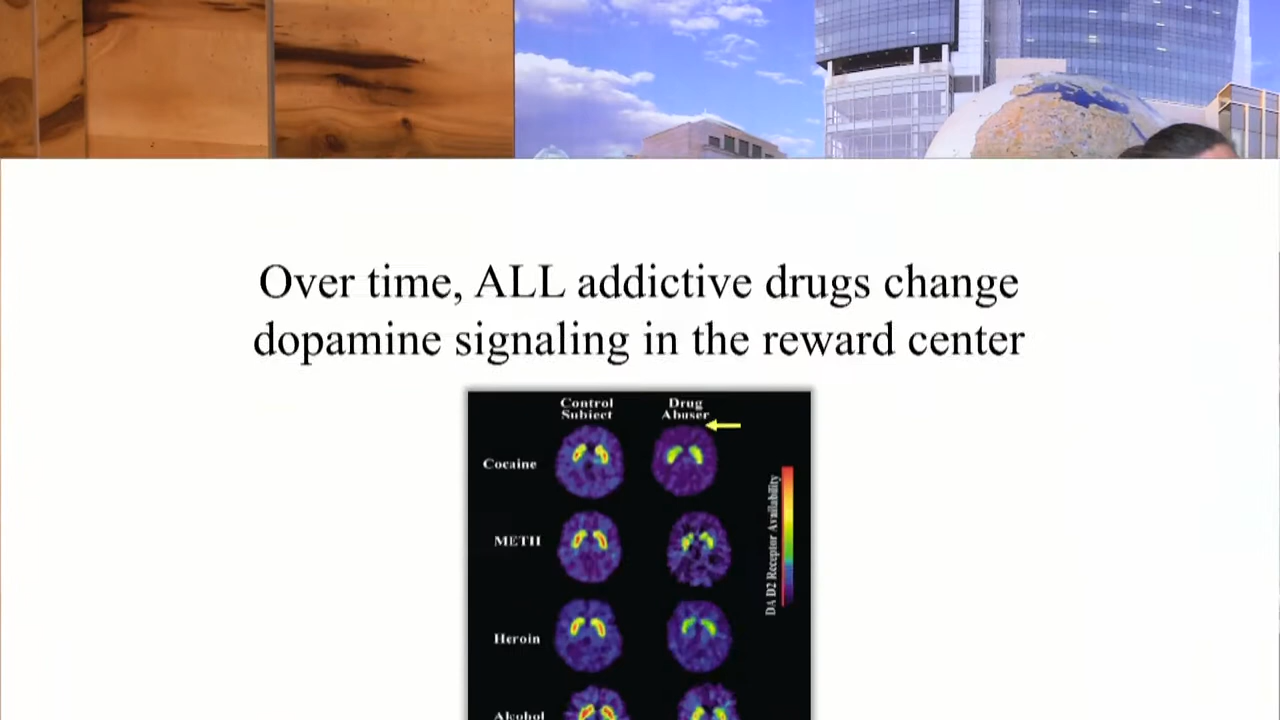 Over time, ALL addictive drugs change
dopamine signaling in the reward center
Control Subject
Drug Abuser
Cocaine
METH
Heroin
Alcohol
DA D2 Receptor Availability